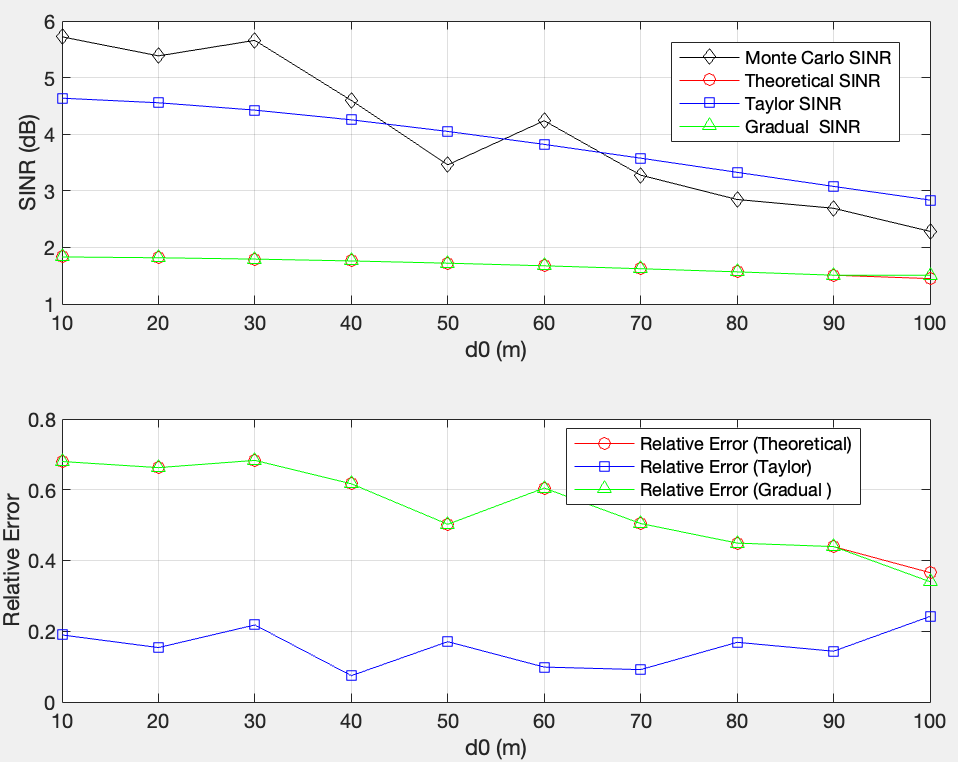 6
5
4
3
2
1
SINR (dB)
Monte Carlo SINR
Theoretical SINR
Taylor SINR
Gradual  SINR
10 20 30 40 50 60 70 80 90 100
d0 (m)
0.8
0.6
0.4
0.2
0
Relative Error
Relative Error (Theoretical)
Relative Error (Taylor)
Relative Error (Gradual )
10 20 30 40 50 60 70 80 90 100
d0 (m)